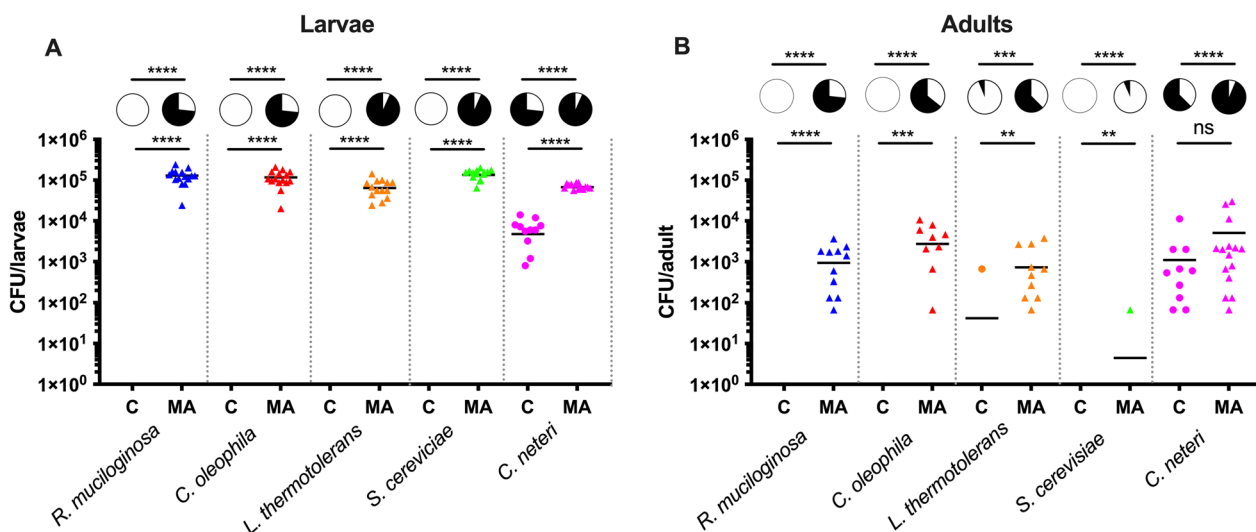 Larvae
A
**** **** **** **** ****
**** **** **** **** ****
CFU/larvae
1×10⁶
1×10⁵
1×10⁴
1×10³
1×10²
1×10¹
1×10⁰
C MA C MA C MA C MA C MA
R. muciloginosa
C. oleophila
L. thermotolerans
S. cereviciae
C. neteri
Adults
B
**** **** *** **** ****
**** *** ** ** ns
CFU/adult
1×10⁶
1×10⁵
1×10⁴
1×10³
1×10²
1×10¹
1×10⁰
C MA C MA C MA C MA C MA
R. muciloginosa
C. oleophila
L. thermotolerans
S. cerevisiae
C. neteri